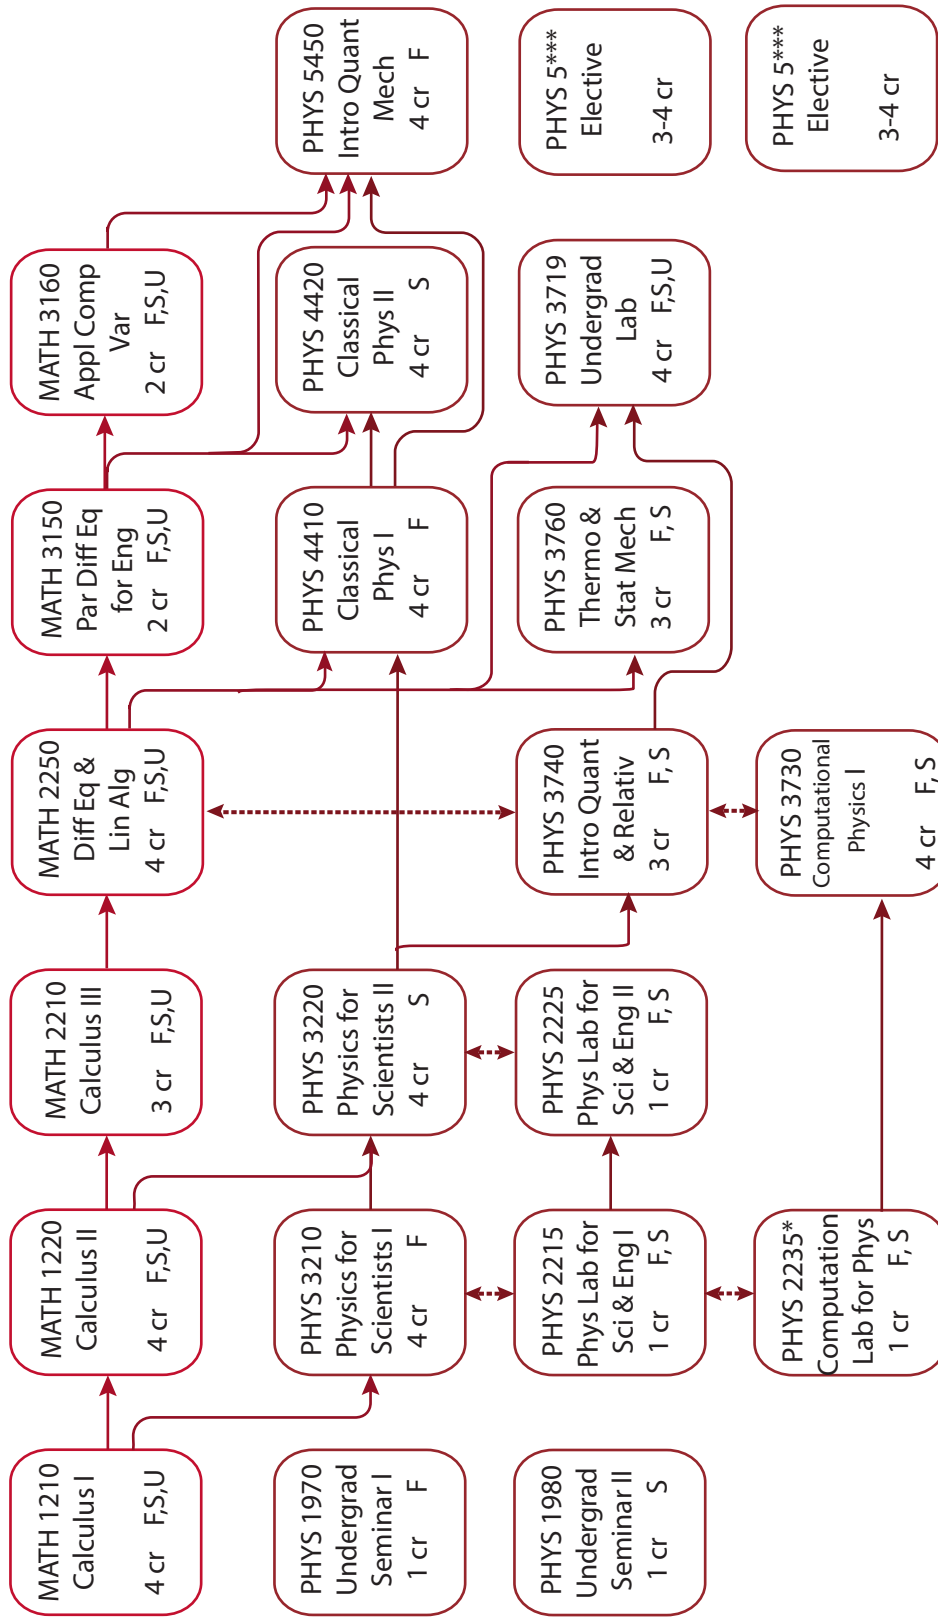 MATH 1210
Calculus I
4 cr F,S,U
PHYS 1970
Undergrad
Seminar I
1 cr F
PHYS 1980
Undergrad
Seminar II
1 cr S
MATH 1220
Calculus II
4 cr F,S,U
PHYS 3210
Physics for
Scientists I
4 cr F
PHYS 2215
Phys Lab for
Sci & Eng I
1 cr F, S
PHYS 2235*
Computation
Lab for Phys
1 cr F, S
MATH 2210
Calculus III
3 cr F,S,U
PHYS 3220
Physics for
Scientists II
4 cr S
PHYS 2225
Phys Lab for
Sci & Eng II
1 cr F, S
MATH 2250
Diff Eq &
Lin Alg
4 cr F,S,U
PHYS 3740
Intro Quant
& Relativ
3 cr F, S
PHYS 3730
Computational
Physics I
4 cr F, S
MATH 3150
Par Diff Eq
for Eng
2 cr F,S,U
PHYS 4410
Classical
Phys I
4 cr F
PHYS 3760
Thermo &
Stat Mech
3 cr F, S
MATH 3160
Appl Comp
Var
2 cr F,S,U
PHYS 4420
Classical
Phys II
4 cr S
PHYS 3719
Undergrad
Lab
4 cr F,S,U
PHYS 5450
Intro Quant
Mech
4 cr F
PHYS 5***
Elective
3-4 cr
PHYS 5***
Elective
3-4 cr